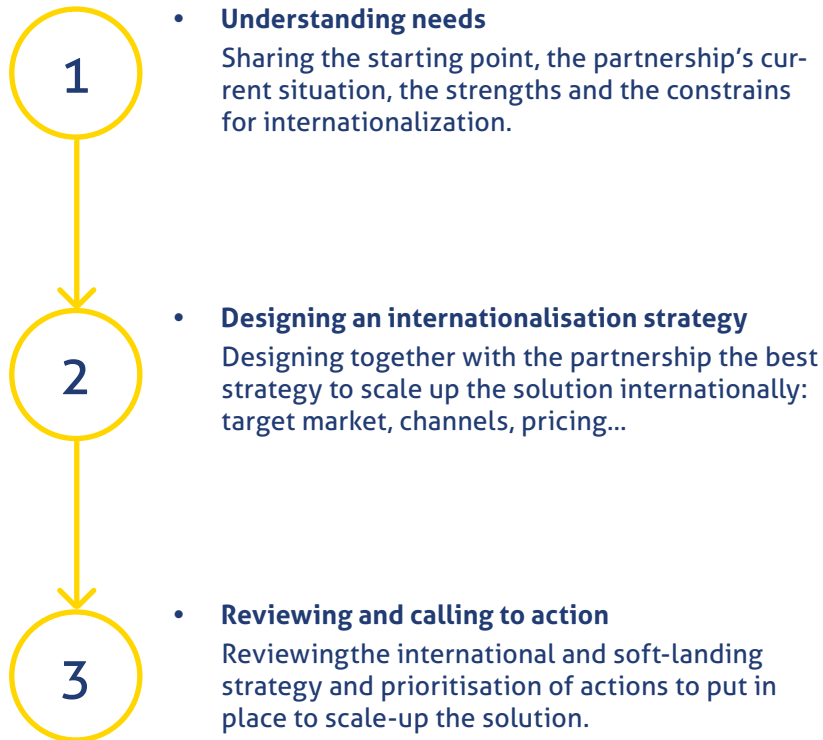 1
• Understanding needs
Sharing the starting point, the partnership's cur-
rent situation, the strengths and the constrains
for internationalization.
2
• Designing an internationalisation strategy
Designing together with the partnership the best
strategy to scale up the solution internationally:
target market, channels, pricing...
3
• Reviewing and calling to action
Reviewingthe international and soft-landing
strategy and prioritisation of actions to put in
place to scale-up the solution.